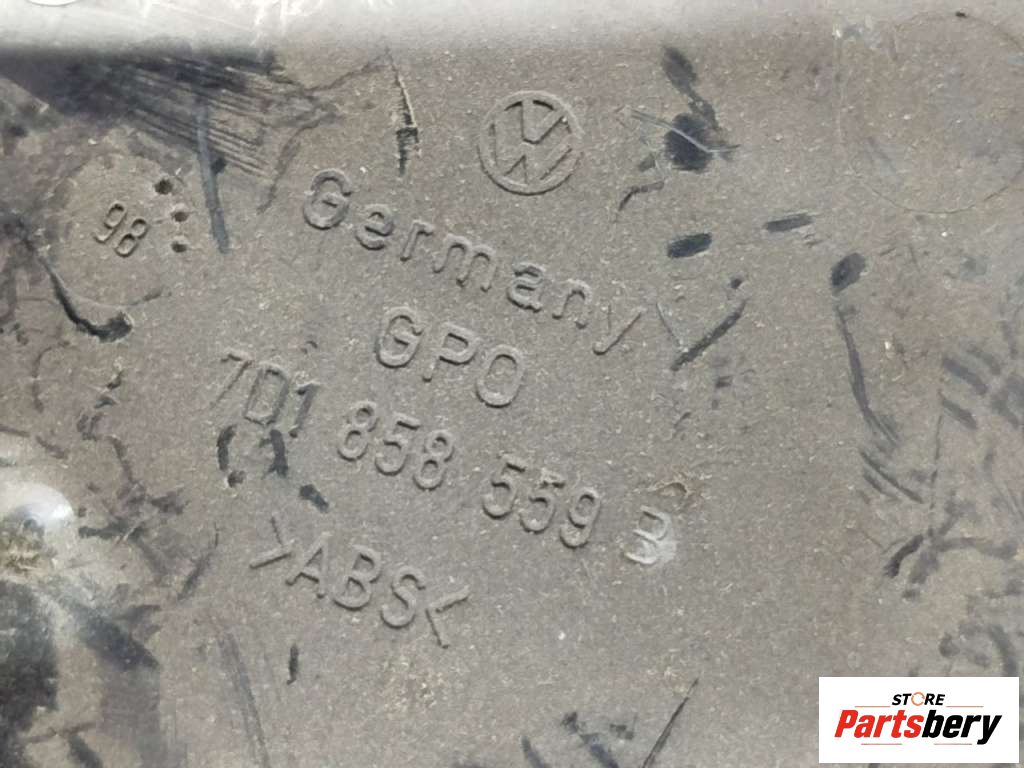 98
Germany
GPO
7D1 858 559 B
>ABS<
STORE
Partsbery